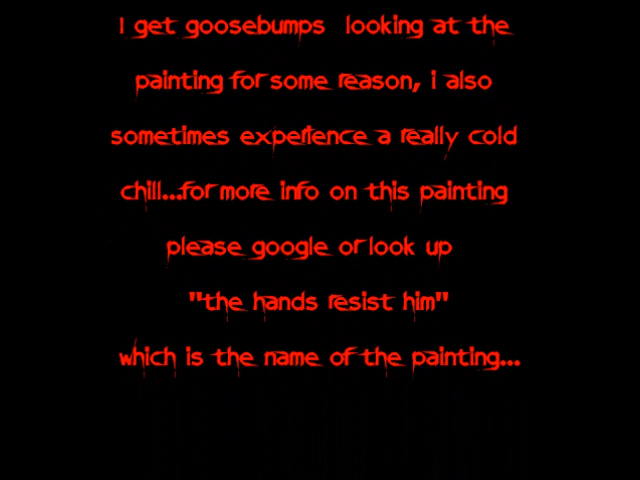 I get goosebumps looking at the
painting for some reason, i also
sometimes experience a really cold
chill...for more info on this painting
please google or look up
"the hands resist him"
which is the name of the painting...